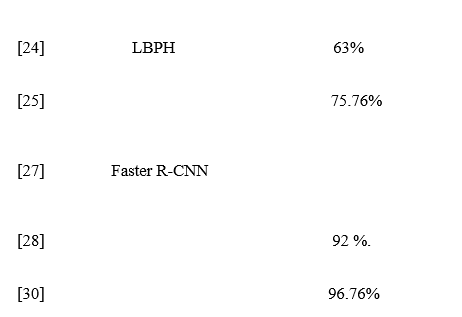 [24] LBPH 63%
[25] 75.76%
[27] Faster R-CNN
[28] 92 %.
[30] 96.76%